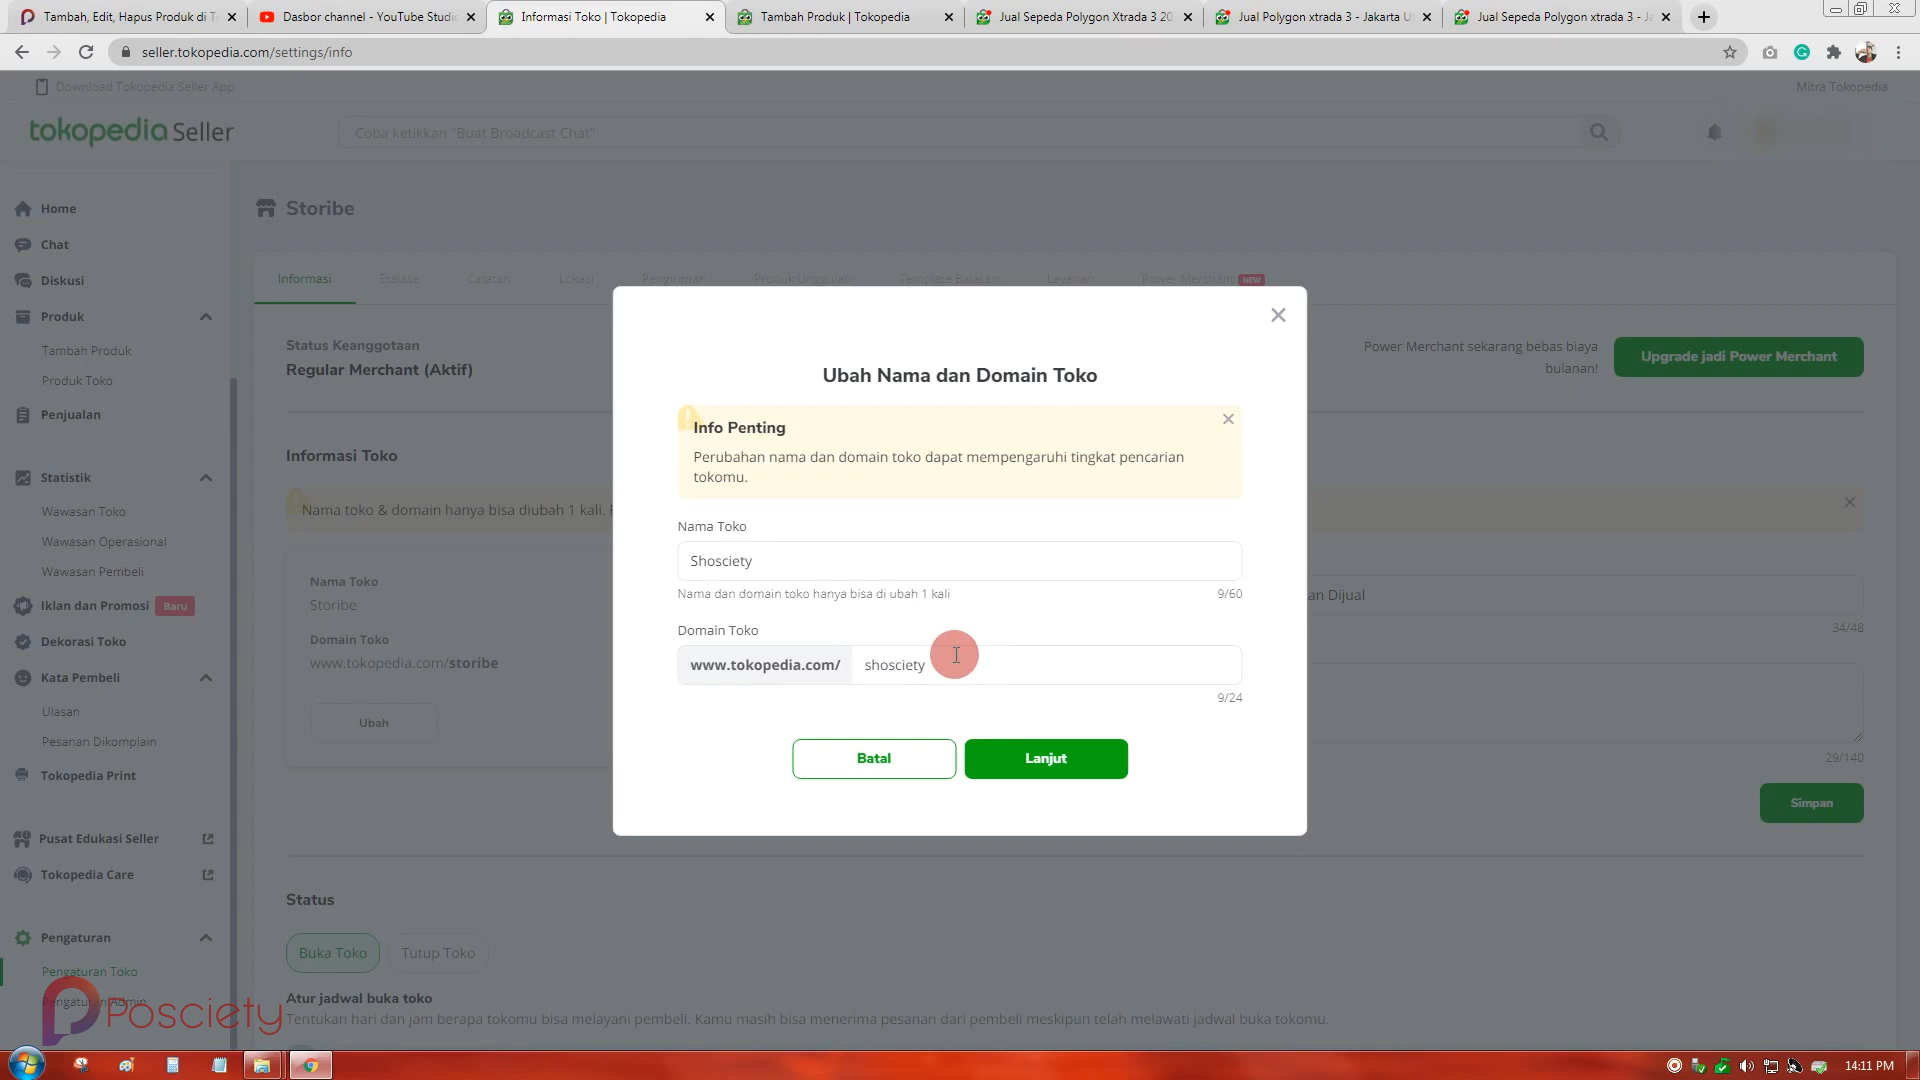 Tambah, Edit, Hapus Produk di T
Dasbor channel - YouTube Studio
Informasi Toko | Tokopedia
Tambah Produk | Tokopedia
Jual Sepeda Polygon Xtrada 3 20
Jual Polygon xtrada 3 - Jakarta U
Jual Sepeda Polygon xtrada 3 - J
seller.tokopedia.com/settings/info
Download Tokopedia Seller App
Mitra Tokopedia
tokopedia Seller
Coba ketikkan "Buat Broadcast Chat"
Home
Chat
Diskusi
Produk
Tambah Produk
Produk Toko
Penjualan
Statistik
Wawasan Toko
Wawasan Operasional
Wawasan Pembeli
Iklan dan Promosi Baru
Dekorasi Toko
Kata Pembeli
Ulasan
Pesanan Dikomplain
Tokopedia Print
Pusat Edukasi Seller
Tokopedia Care
Pengaturan
Pengaturan Toko
Pengaturan Admin
Posciety
Storibe
Informasi Etalase Catatan Lokasi Pengiriman Produk Unggulan Template Balasan Layanan Power Merchant NEW
Status Keanggotaan
Regular Merchant (Aktif)
Power Merchant sekarang bebas biaya
bulanan!
Upgrade jadi Power Merchant
Informasi Toko
Nama toko & domain hanya bisa diubah 1 kali.
Nama Toko
Storibe
Domain Toko
www.tokopedia.com/storibe
Ubah
an Dijual
34/48
29/140
Simpan
Ubah Nama dan Domain Toko
Info Penting
Perubahan nama dan domain toko dapat mempengaruhi tingkat pencarian
tokomu.
Nama Toko
Shosciety
Nama dan domain toko hanya bisa di ubah 1 kali 9/60
Domain Toko
www.tokopedia.com/ shosciety
9/24
Batal
Lanjut
Status
Buka Toko
Tutup Toko
Atur jadwal buka toko
Tentukan hari dan jam berapa tokomu bisa melayani pembeli. Kamu masih bisa menerima pesanan dari pembeli meskipun telah melawati jadwal buka tokomu.
14:11 PM